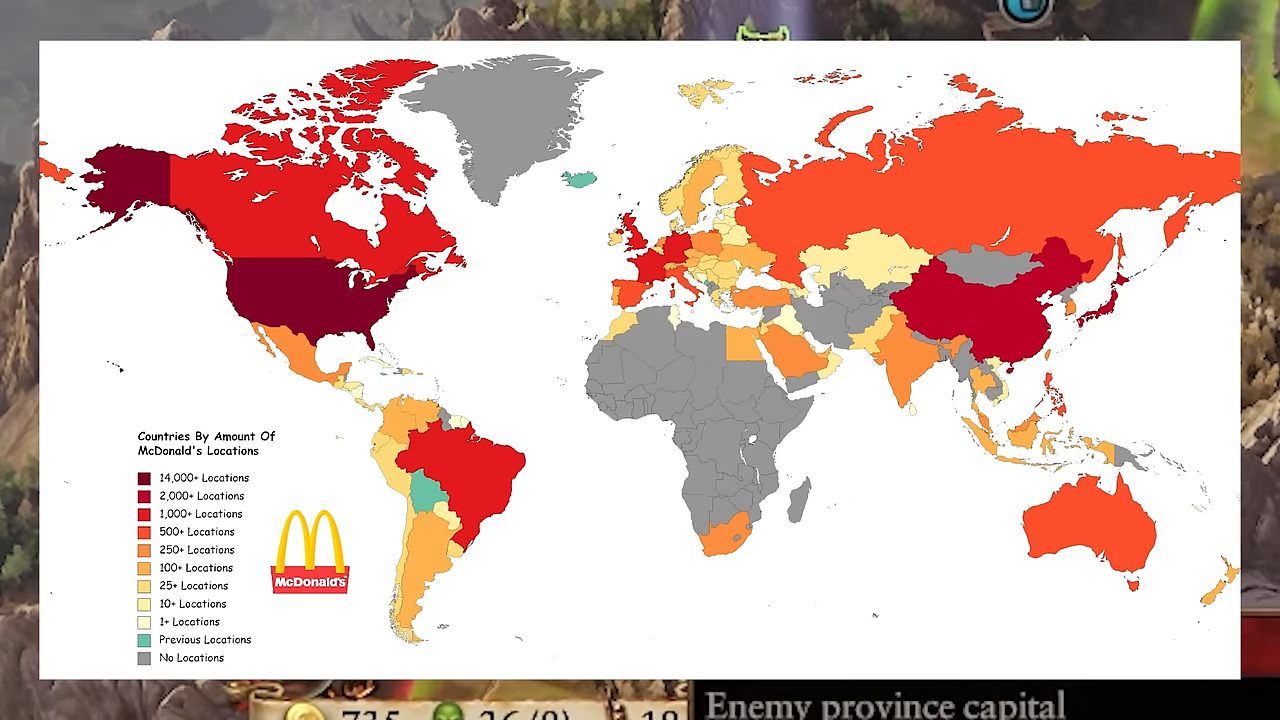 Countries By Amount Of
McDonald's Locations
14,000+ Locations
2,000+ Locations
1,000+ Locations
500+ Locations
250+ Locations
100+ Locations
25+ Locations
10+ Locations
1+ Locations
Previous Locations
No Locations
McDonald's
Enemy province capital